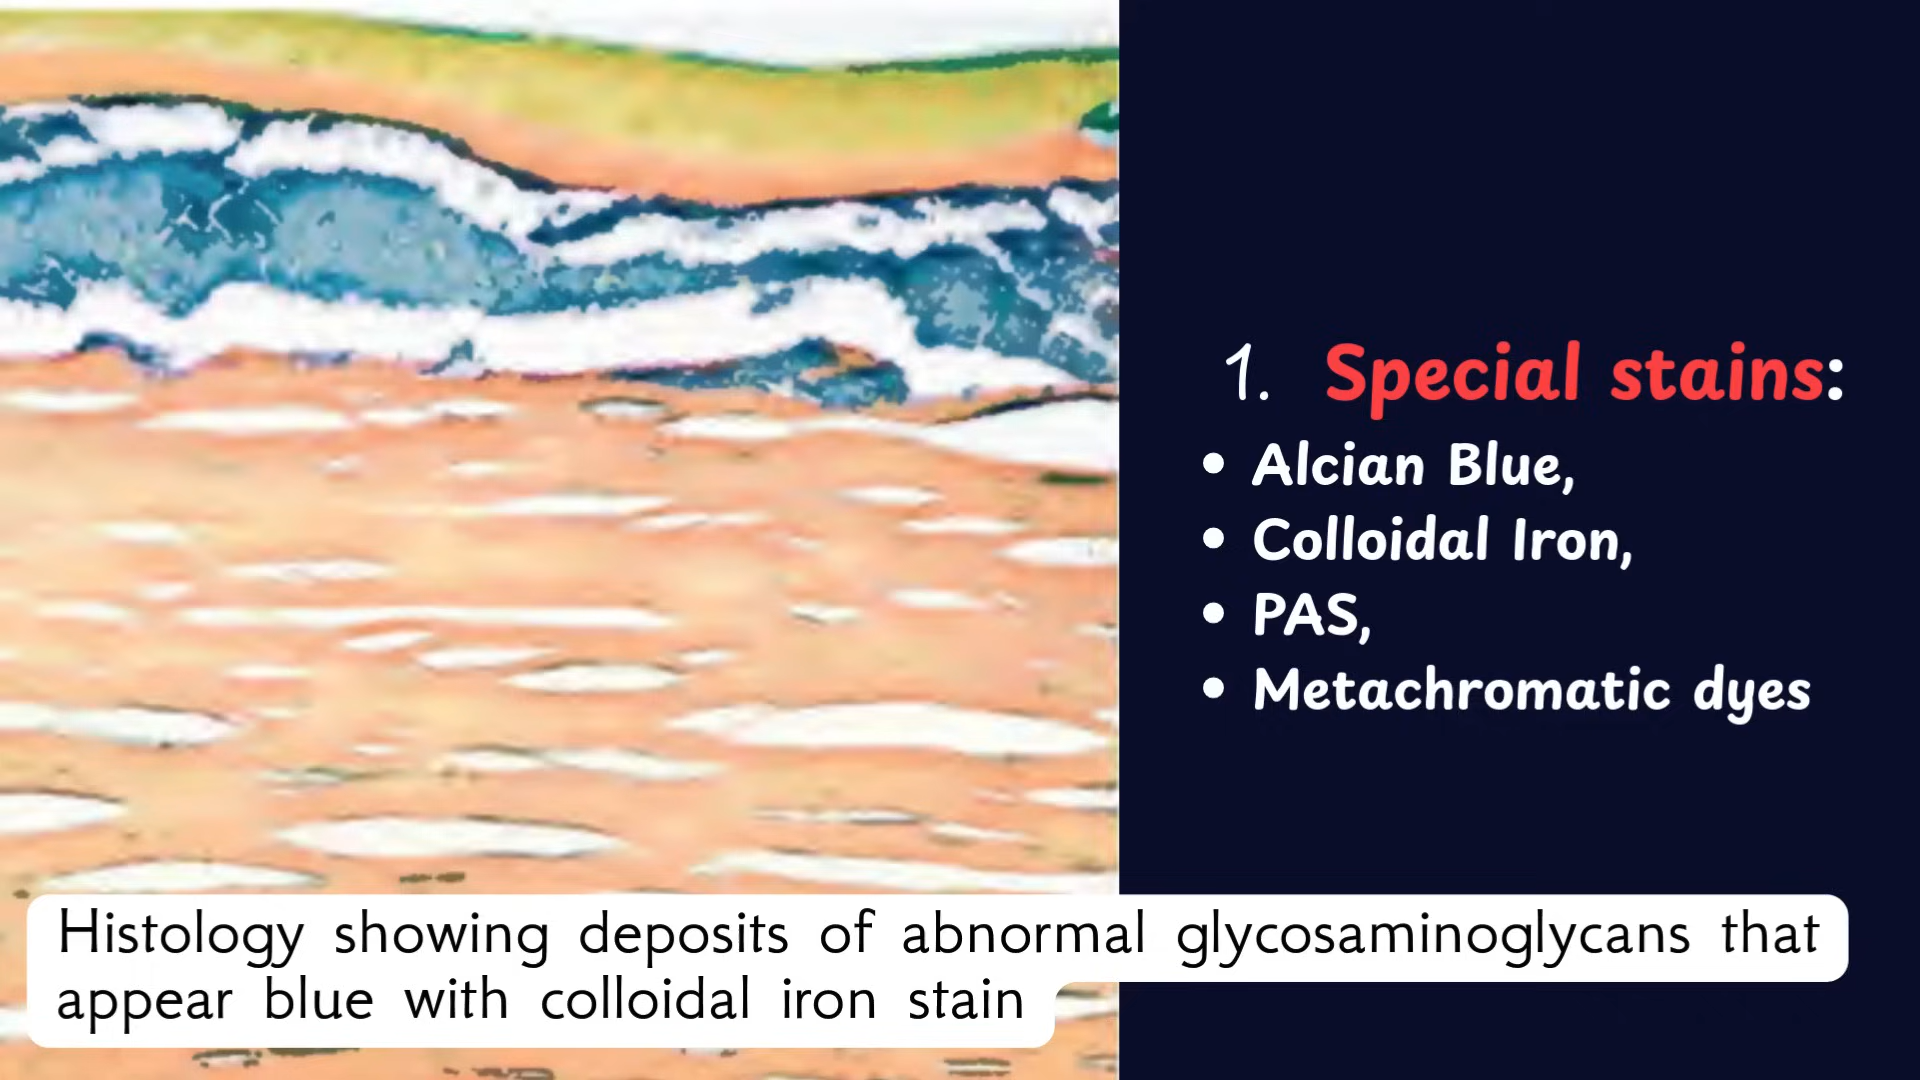 1. Special stains:
• Alcian Blue,
• Colloidal Iron,
• PAS,
• Metachromatic dyes
Histology showing deposits of abnormal glycosaminoglycans that
appear blue with colloidal iron stain